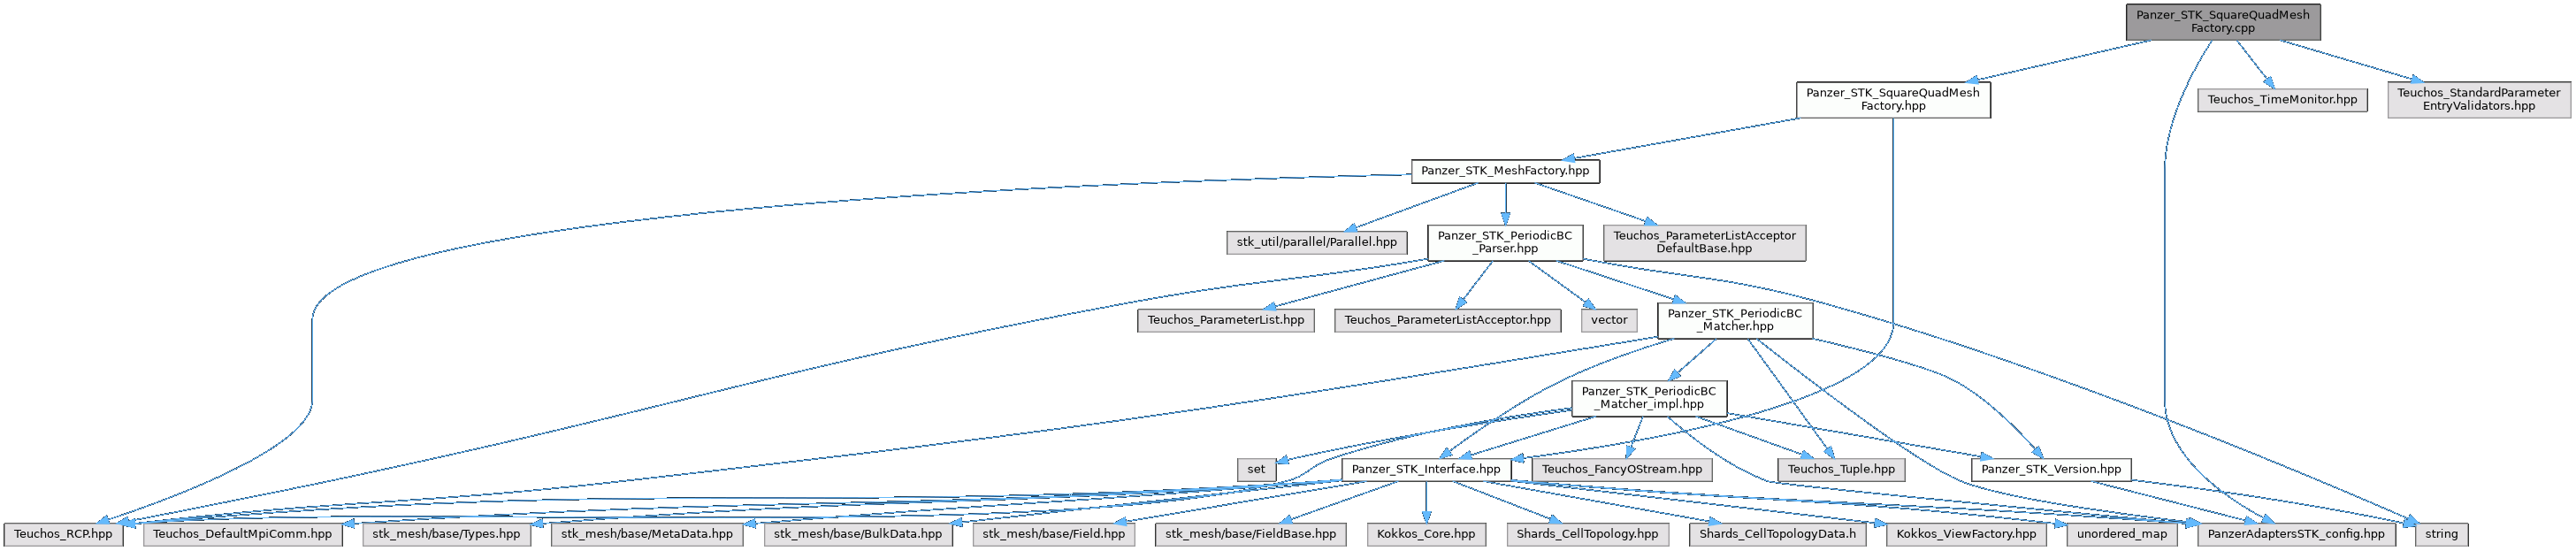 Panzer_STK_SquareQuadMesh
Factory.cpp
Panzer_STK_SquareQuadMesh
Factory.hpp
Teuchos_TimeMonitor.hpp
Teuchos_StandardParameter
EntryValidators.hpp
Panzer_STK_MeshFactory.hpp
stk_util/parallel/Parallel.hpp
Panzer_STK_PeriodicBC
_Parser.hpp
Teuchos_ParameterListAcceptor
DefaultBase.hpp
Teuchos_ParameterList.hpp
Teuchos_ParameterListAcceptor.hpp
vector
Panzer_STK_PeriodicBC
_Matcher.hpp
Panzer_STK_PeriodicBC
_Matcher_impl.hpp
set
Panzer_STK_Interface.hpp
Teuchos_FancyOStream.hpp
Teuchos_Tuple.hpp
Panzer_STK_Version.hpp
Teuchos_RCP.hpp
Teuchos_DefaultMpiComm.hpp
stk_mesh/base/Types.hpp
stk_mesh/base/MetaData.hpp
stk_mesh/base/BulkData.hpp
stk_mesh/base/Field.hpp
stk_mesh/base/FieldBase.hpp
Kokkos_Core.hpp
Shards_CellTopology.hpp
Shards_CellTopologyData.h
Kokkos_ViewFactory.hpp
unordered_map
PanzerAdaptersSTK_config.hpp
string